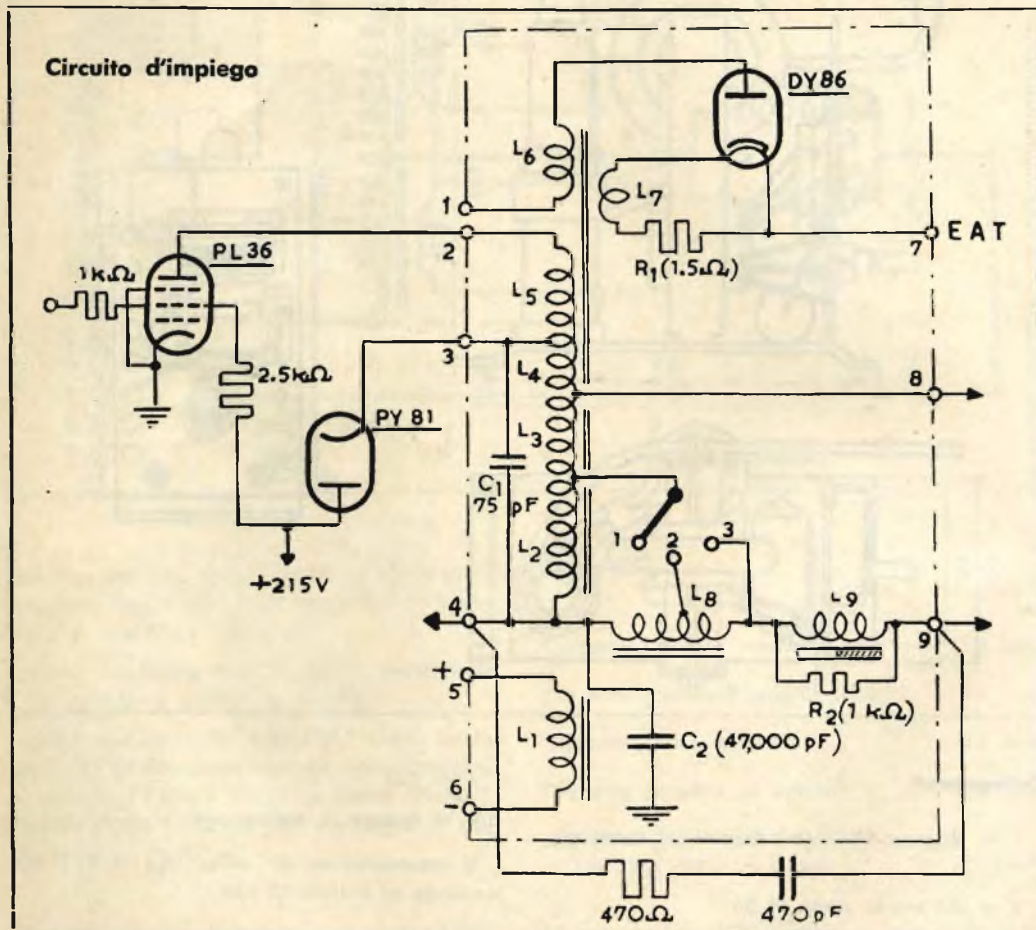 Circuito d'impiego
DY86
L6
L7
1
2
PL36
R1 (1.5Ω)
7 EAT
1kΩ
L5
3
2.5kΩ
L4
8
PY 81
L3
C1
75 pF
1 2 3
L2
+215V
4
L8
L9
9
+
5
R2 (1 kΩ)
L1
C2 (47,000 pF)
6
-
470Ω
470pF